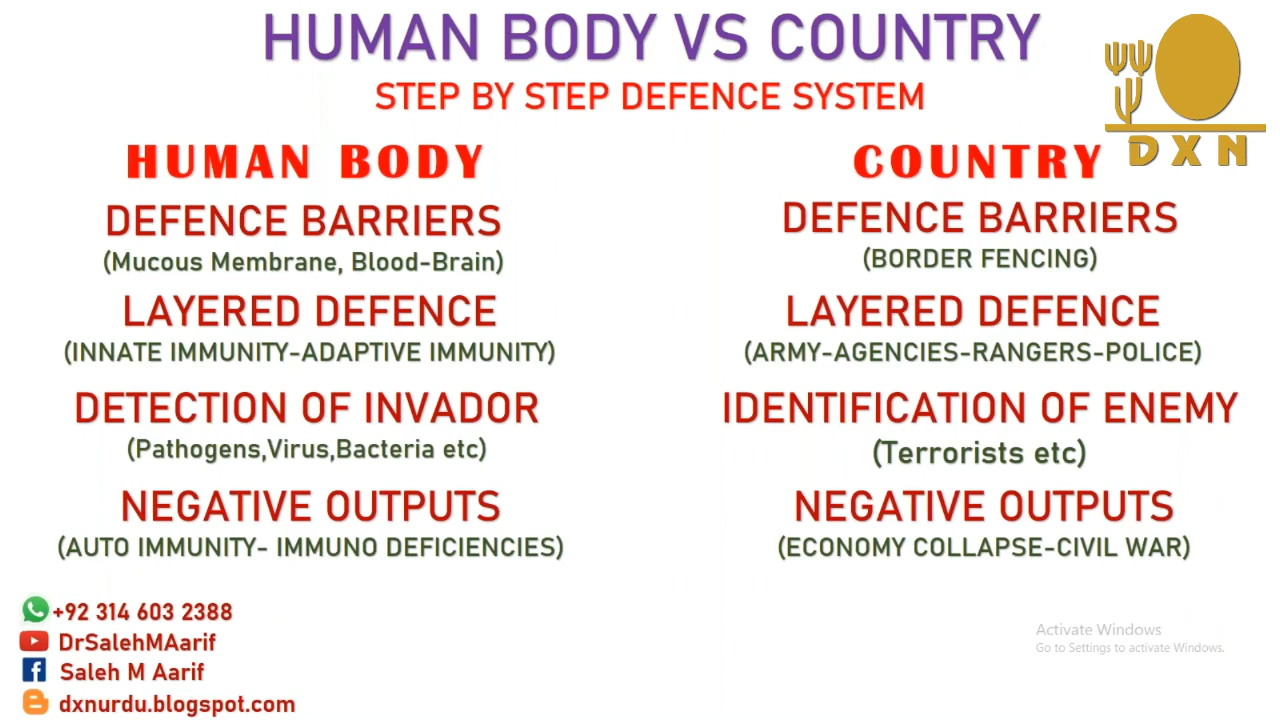 HUMAN BODY VS COUNTRY
STEP BY STEP DEFENCE SYSTEM
DXN
HUMAN BODY
DEFENCE BARRIERS
(Mucous Membrane, Blood-Brain)
LAYERED DEFENCE
(INNATE IMMUNITY-ADAPTIVE IMMUNITY)
DETECTION OF INVADOR
(Pathogens,Virus,Bacteria etc)
NEGATIVE OUTPUTS
(AUTO IMMUNITY- IMMUNO DEFICIENCIES)
COUNTRY
DEFENCE BARRIERS
(BORDER FENCING)
LAYERED DEFENCE
(ARMY-AGENCIES-RANGERS-POLICE)
IDENTIFICATION OF ENEMY
(Terrorists etc)
NEGATIVE OUTPUTS
(ECONOMY COLLAPSE-CIVIL WAR)
+92 314 603 2388
DrSalehMAarif
Saleh M Aarif
dxnurdu.blogspot.com
Activate Windows
Go to Settings to activate Windows.